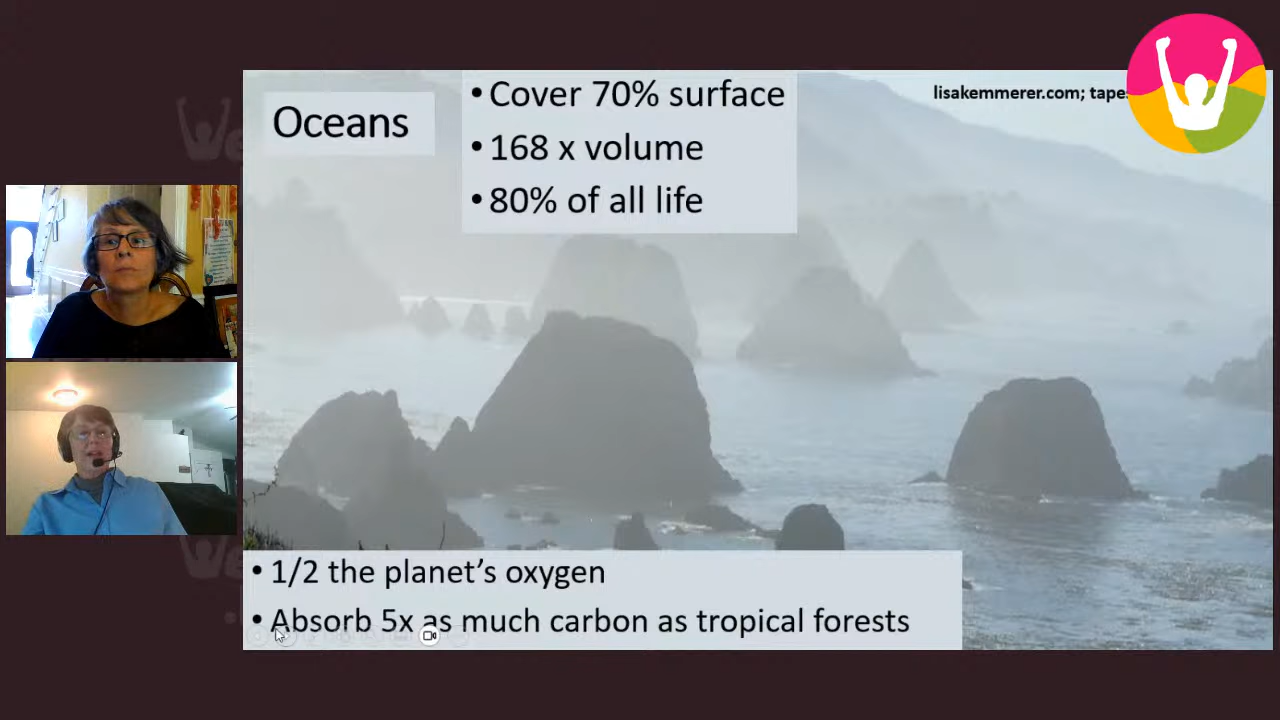 Oceans
• Cover 70% surface
• 168 x volume
• 80% of all life
lisakemmerer.com;
• 1/2 the planet's oxygen
• Absorb 5x as much carbon as tropical forests